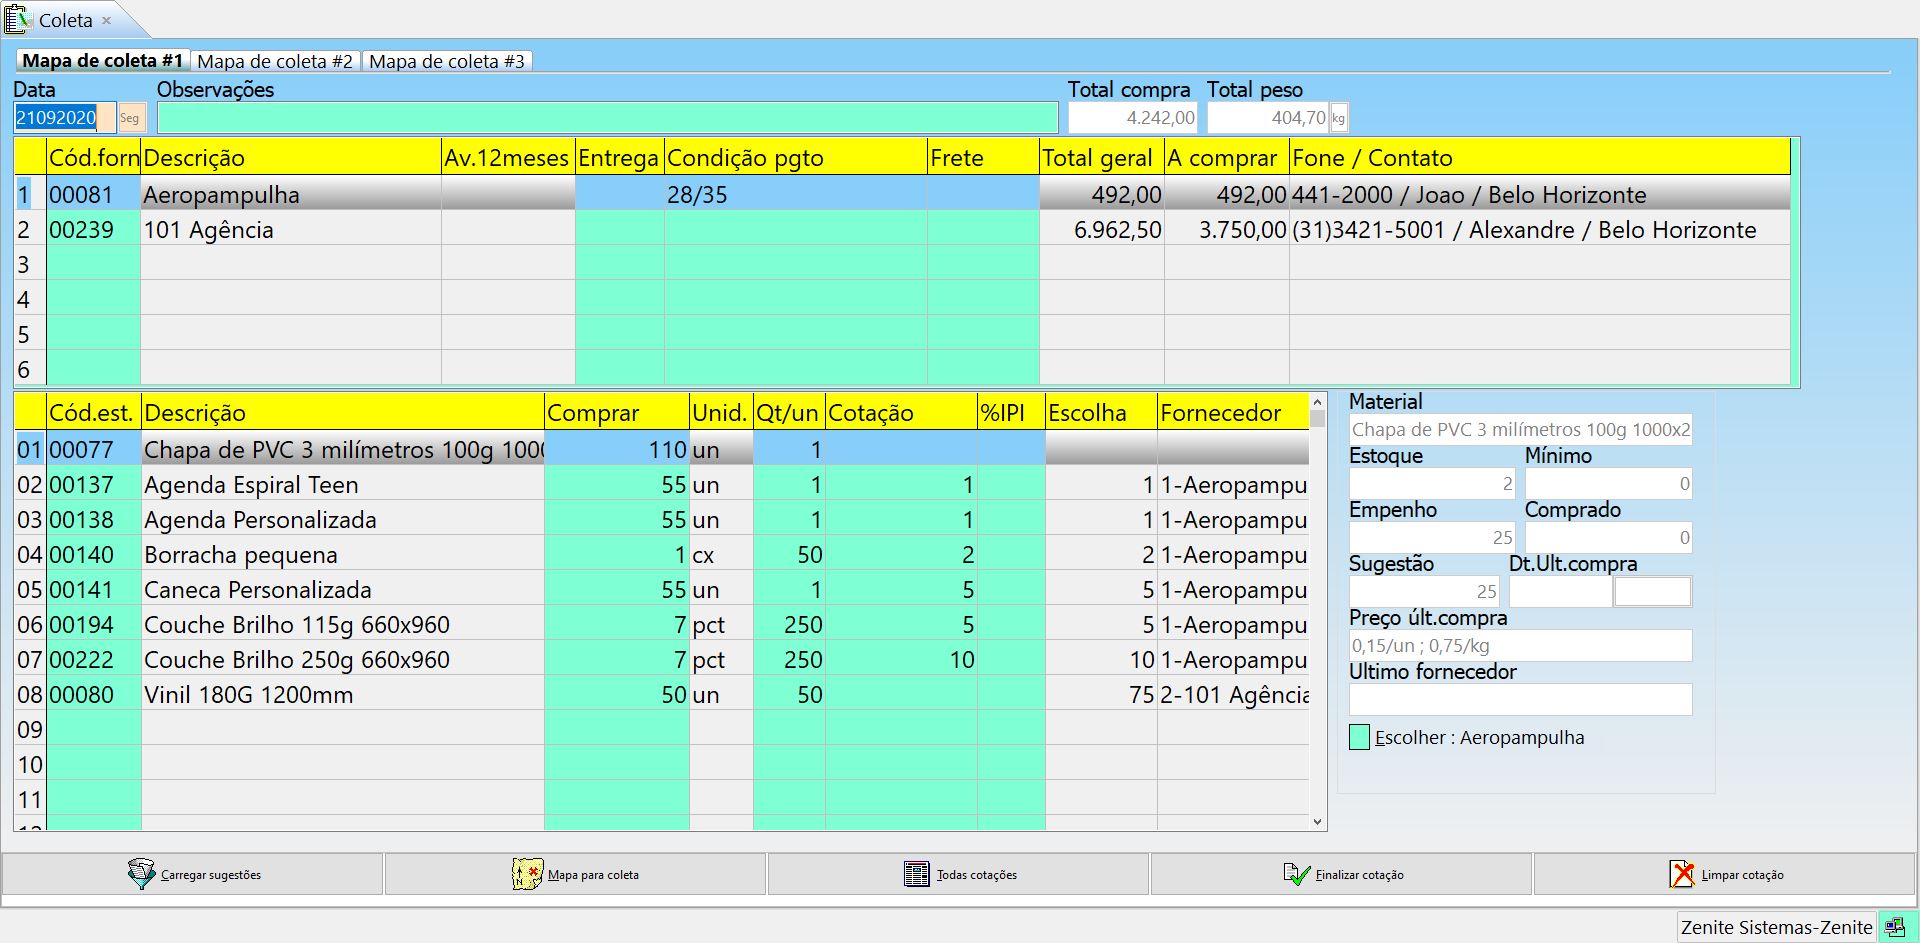 Coleta ×
Mapa de coleta #1 Mapa de coleta #2 Mapa de coleta #3
Data Observações Total compra Total peso
21092020 Seg 4.242,00 404,70 kg
Cód.forn Descrição Av.12meses Entrega Condição pgto Frete Total geral A comprar Fone / Contato
1 00081 Aeropampulha 28/35 492,00 492,00 441-2000 / Joao / Belo Horizonte
2 00239 101 Agência 6.962,50 3.750,00 (31)3421-5001 / Alexandre / Belo Horizonte
3
4
5
6
Cód.est. Descrição Comprar Unid. Qt/un Cotação %IPI Escolha Fornecedor
01 00077 Chapa de PVC 3 milímetros 100g 100 110 un 1
02 00137 Agenda Espiral Teen 55 un 1 1 1 1-Aeropampu
03 00138 Agenda Personalizada 55 un 1 1 1 1-Aeropampu
04 00140 Borracha pequena 1 cx 50 2 2 1-Aeropampu
05 00141 Caneca Personalizada 55 un 1 5 5 1-Aeropampu
06 00194 Couche Brilho 115g 660x960 7 pct 250 5 5 1-Aeropampu
07 00222 Couche Brilho 250g 660x960 7 pct 250 10 10 1-Aeropampu
08 00080 Vinil 180G 1200mm 50 un 50 75 2-101 Agência
09
10
11
Material
Chapa de PVC 3 milímetros 100g 1000x2
Estoque Mínimo
2 0
Empenho Comprado
25 0
Sugestão Dt.Ult.compra
25
Preço últ.compra
0,15/un ; 0,75/kg
Ultimo fornecedor
Escolher : Aeropampulha
Carregar sugestões Mapa para coleta Todas cotações Finalizar cotação Limpar cotação
Zenite Sistemas-Zenite